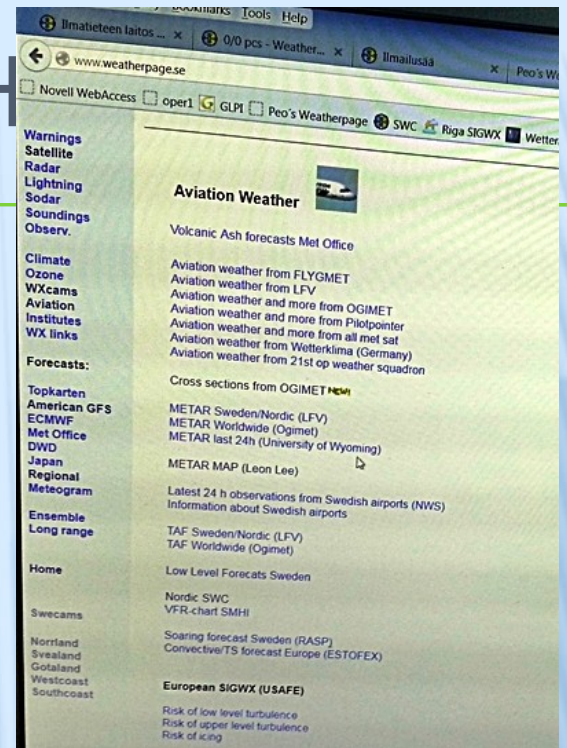 Bookmarks Tools Help
Ilmatieteen laitos ... ×
0/0 pcs - Weather... ×
Ilmailusää ×
Peo's We
www.weatherpage.se
Novell WebAccess
oper1
GLPI
Peo's Weatherpage
SWC
Riga SIGWX
Wetter
Warnings
Satellite
Radar
Lightning
Sodar
Soundings
Observ.
Climate
Ozone
WXcams
Aviation
Institutes
WX links
Forecasts:
Topkarten
American GFS
ECMWF
Met Office
DWD
Japan
Regional
Meteogram
Ensemble
Long range
Home
Swecams
Norrland
Svealand
Gotaland
Westcoast
Southcoast
Aviation Weather
Volcanic Ash forecasts Met Office
Aviation weather from FLYGMET
Aviation weather from LFV
Aviation weather and more from OGIMET
Aviation weather and more from Pilotpointer
Aviation weather and more from all met sat
Aviation weather from Wetterklima (Germany)
Aviation weather from 21st op weather squadron
Cross sections from OGIMET NEW!
METAR Sweden/Nordic (LFV)
METAR Worldwide (Ogimet)
METAR last 24h (University of Wyoming)
METAR MAP (Leon Lee)
Latest 24 h observations from Swedish airports (NWS)
Information about Swedish airports
TAF Sweden/Nordic (LFV)
TAF Worldwide (Ogimet)
Low Level Forecats Sweden
Nordic SWC
VFR-chart SMHI
Soaring forecast Sweden (RASP)
Convective/TS forecast Europe (ESTOFEX)
European SIGWX (USAFE)
Risk of low level turbulence
Risk of upper level turbulence
Risk of icing